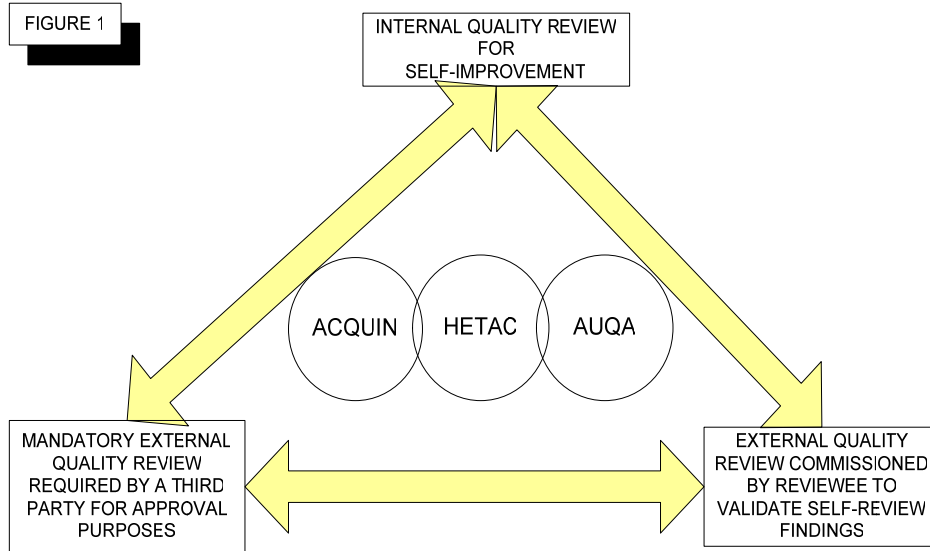 FIGURE 1
INTERNAL QUALITY REVIEW
FOR
SELF-IMPROVEMENT
ACQUIN
HETAC
AUQA
MANDATORY EXTERNAL
QUALITY REVIEW
REQUIRED BY A THIRD
PARTY FOR APPROVAL
PURPOSES
EXTERNAL QUALITY
REVIEW COMMISSIONED
BY REVIEWEE TO
VALIDATE SELF-REVIEW
FINDINGS